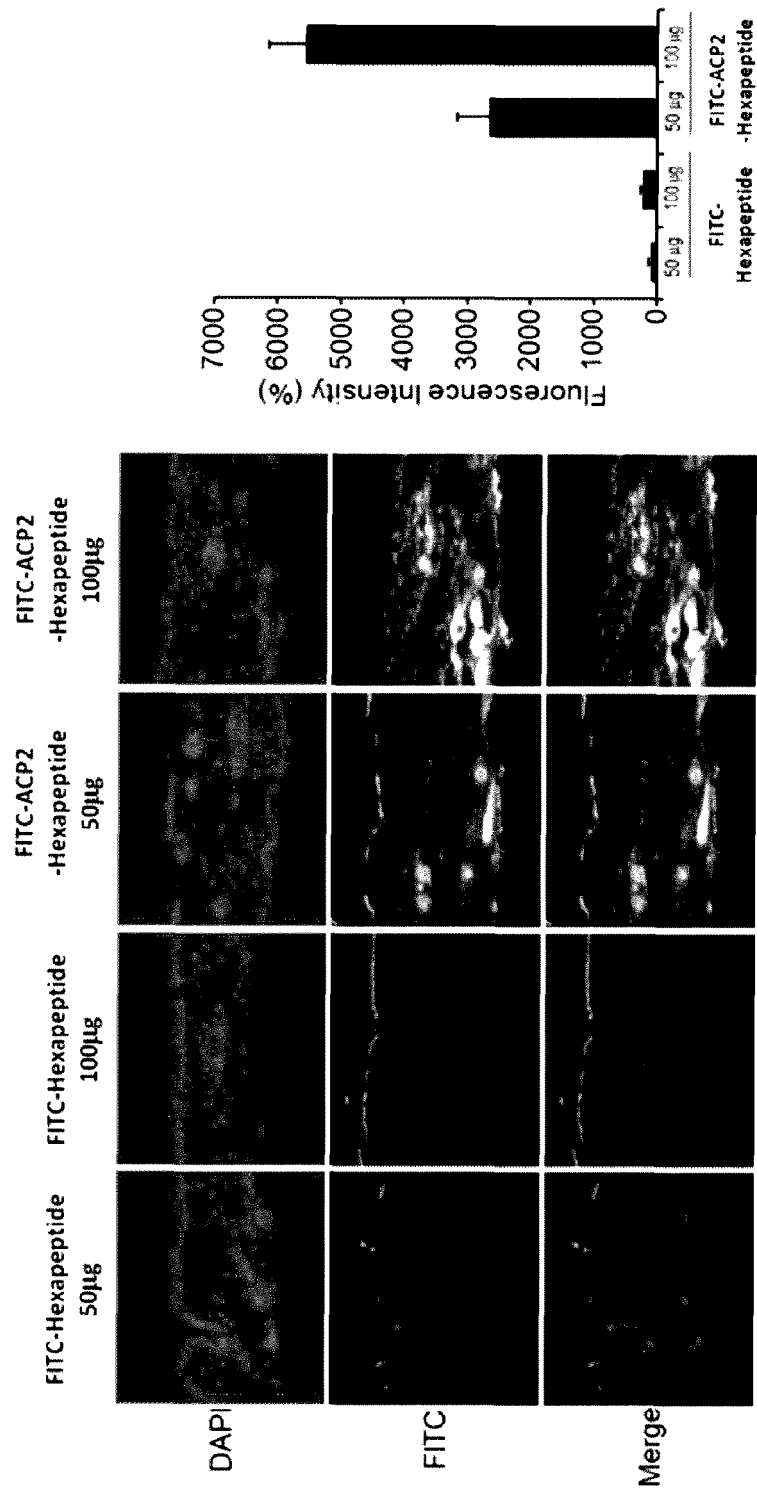 FITC-Hexapeptide
50µg
FITC-Hexapeptide
100µg
FITC-ACP2
-Hexapeptide
50µg
FITC-ACP2
-Hexapeptide
100µg
DAPI
FITC
Merge
Fluorescence Intensity (%)
7000
6000
5000
4000
3000
2000
1000
0
50 µg
100 µg
50 µg
100 µg
FITC-
Hexapeptide
FITC-ACP2
-Hexapeptide